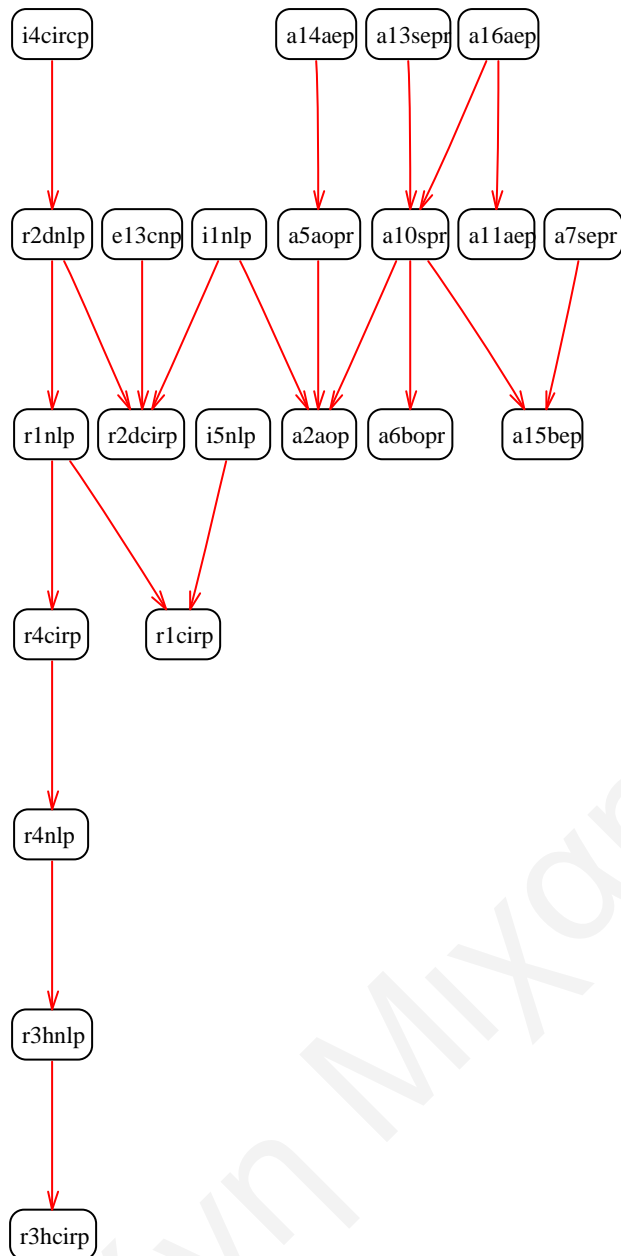 i4circp a14aep a13sepr a16aep
r2dnlp e13cnp i1nlp a5aopr a10spr a11aep a7sepr
r1nlp r2dcirp i5nlp a2aop a6bopr a15bep
r4cirp r1cirp
r4nlp
r3hnlp
r3hcirp